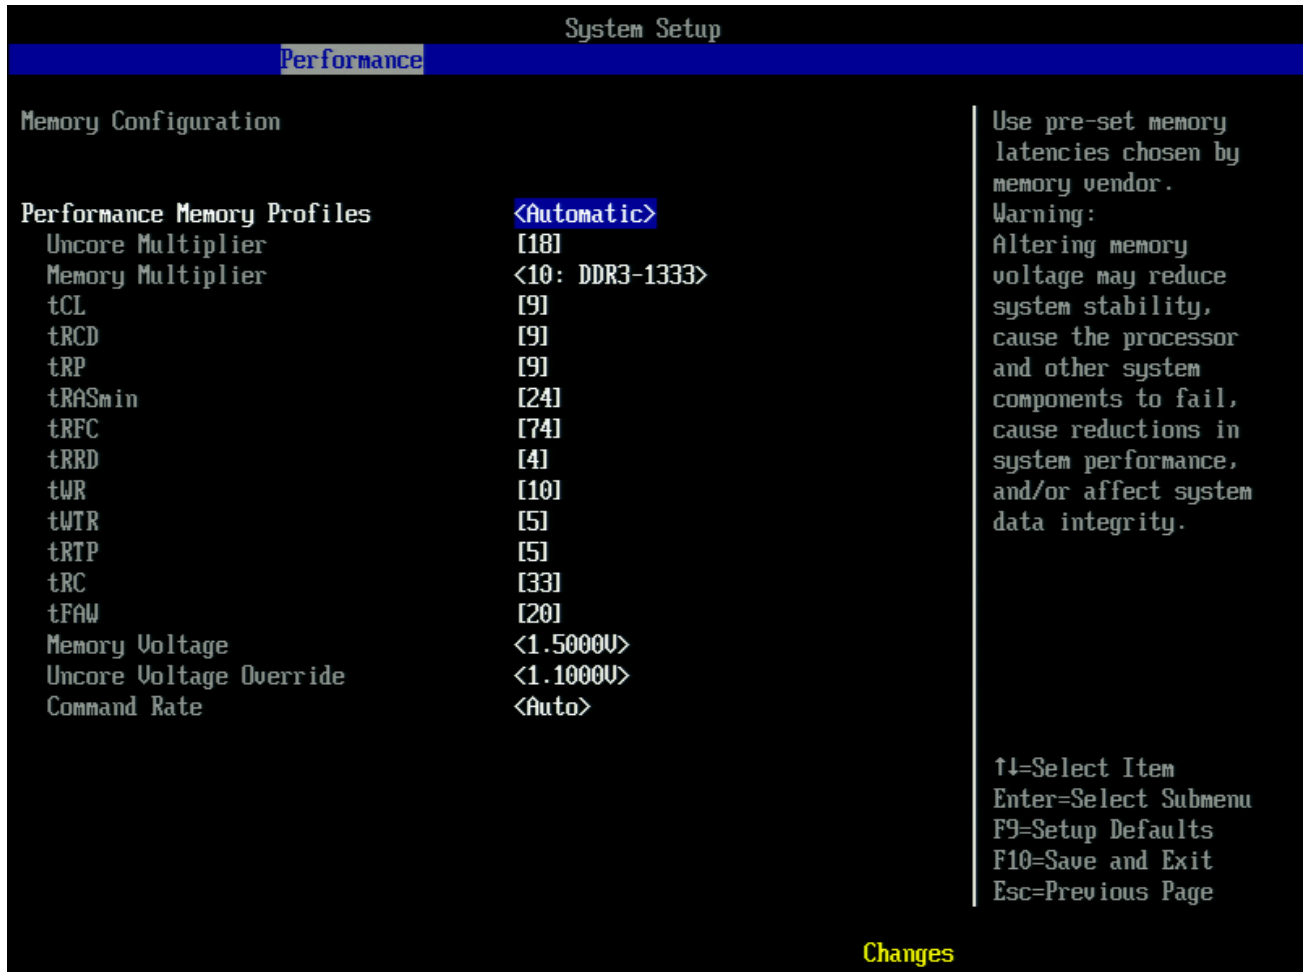 System Setup
Performance
Memory Configuration
Performance Memory Profiles <Automatic>
Uncore Multiplier [18]
Memory Multiplier <10: DDR3-1333>
tCL [9]
tRCD [9]
tRP [9]
tRASmin [24]
tRFC [74]
tRRD [4]
tWR [10]
tWTR [5]
tRTP [5]
tRC [33]
tFAW [20]
Memory Voltage <1.5000V>
Uncore Voltage Override <1.1000V>
Command Rate <Auto>
Use pre-set memory
latencies chosen by
memory vendor.
Warning:
Altering memory
voltage may reduce
system stability,
cause the processor
and other system
components to fail,
cause reductions in
system performance,
and/or affect system
data integrity.
↑↓=Select Item
Enter=Select Submenu
F9=Setup Defaults
F10=Save and Exit
Esc=Previous Page
Changes